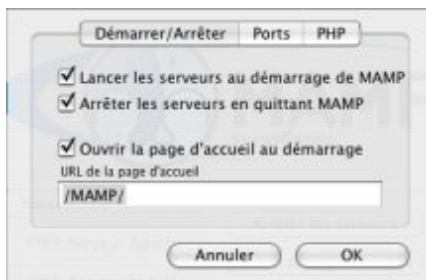 Démarrer/Arrêter Ports PHP
Lancer les serveurs au démarrage de MAMP
Arrêter les serveurs en quittant MAMP
Ouvrir la page d'accueil au démarrage
URL de la page d'accueil
/MAMP/
Annuler OK